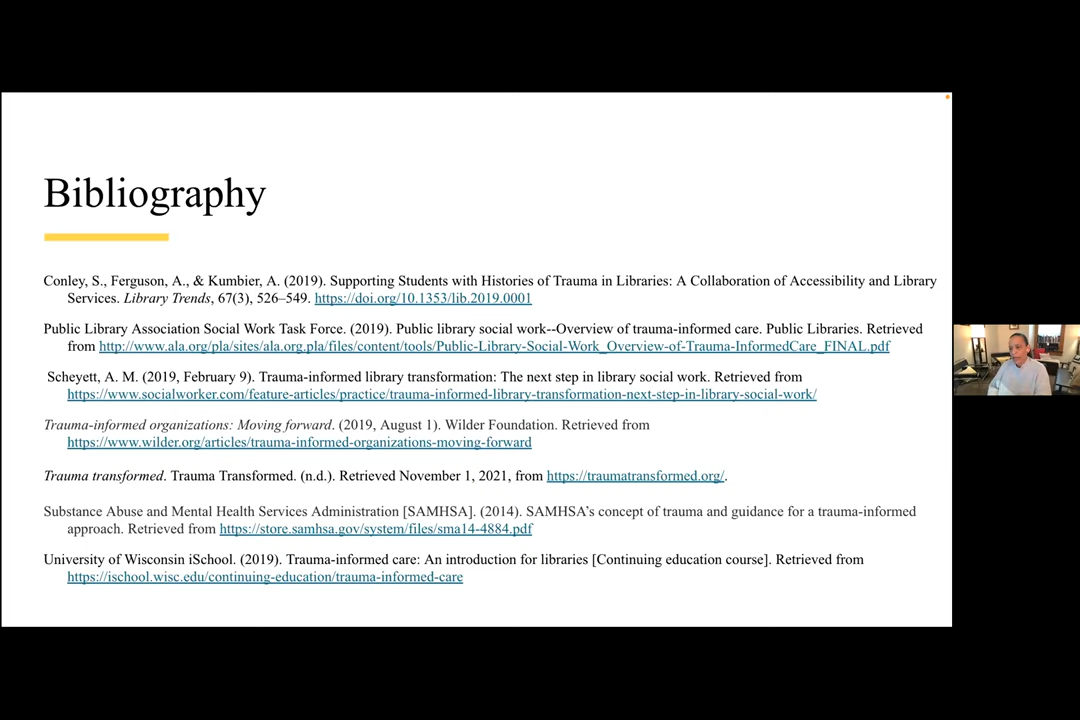 Bibliography
Conley, S., Ferguson, A., & Kumbier, A. (2019). Supporting Students with Histories of Trauma in Libraries: A Collaboration of Accessibility and Library
Services. Library Trends, 67(3), 526–549. https://doi.org/10.1353/lib.2019.0001
Public Library Association Social Work Task Force. (2019). Public library social work--Overview of trauma-informed care. Public Libraries. Retrieved
from http://www.ala.org/pla/sites/ala.org.pla/files/content/tools/Public-Library-Social-Work_Overview-of-Trauma-InformedCare_FINAL.pdf
Scheyett, A. M. (2019, February 9). Trauma-informed library transformation: The next step in library social work. Retrieved from
https://www.socialworker.com/feature-articles/practice/trauma-informed-library-transformation-next-step-in-library-social-work/
Trauma-informed organizations: Moving forward. (2019, August 1). Wilder Foundation. Retrieved from
https://www.wilder.org/articles/trauma-informed-organizations-moving-forward
Trauma transformed. Trauma Transformed. (n.d.). Retrieved November 1, 2021, from https://traumatransformed.org/.
Substance Abuse and Mental Health Services Administration [SAMHSA]. (2014). SAMHSA’s concept of trauma and guidance for a trauma-informed
approach. Retrieved from https://store.samhsa.gov/system/files/sma14-4884.pdf
University of Wisconsin iSchool. (2019). Trauma-informed care: An introduction for libraries [Continuing education course]. Retrieved from
https://ischool.wisc.edu/continuing-education/trauma-informed-care